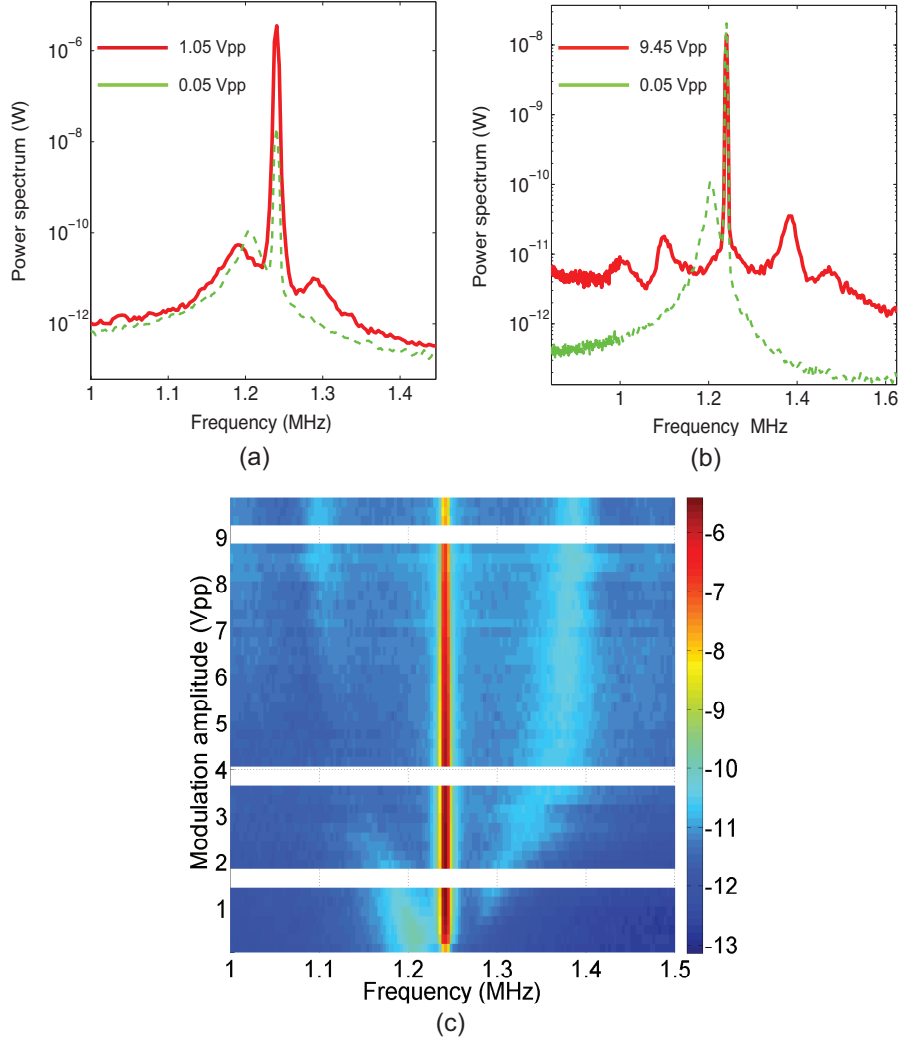 (a)
1.05 Vpp
0.05 Vpp
Power spectrum (W)
10⁻⁶
10⁻⁸
10⁻¹⁰
10⁻¹²
1 1.1 1.2 1.3 1.4
Frequency (MHz)
(a)
(b)
9.45 Vpp
0.05 Vpp
Power spectrum (W)
10⁻⁸
10⁻⁹
10⁻¹⁰
10⁻¹¹
10⁻¹²
1 1.2 1.4 1.6
Frequency MHz
(b)
Modulation amplitude (Vpp)
9
8
7
6
5
4
3
2
1
1 1.1 1.2 1.3 1.4 1.5
Frequency (MHz)
-6
-7
-8
-9
-10
-11
-12
-13
(c)